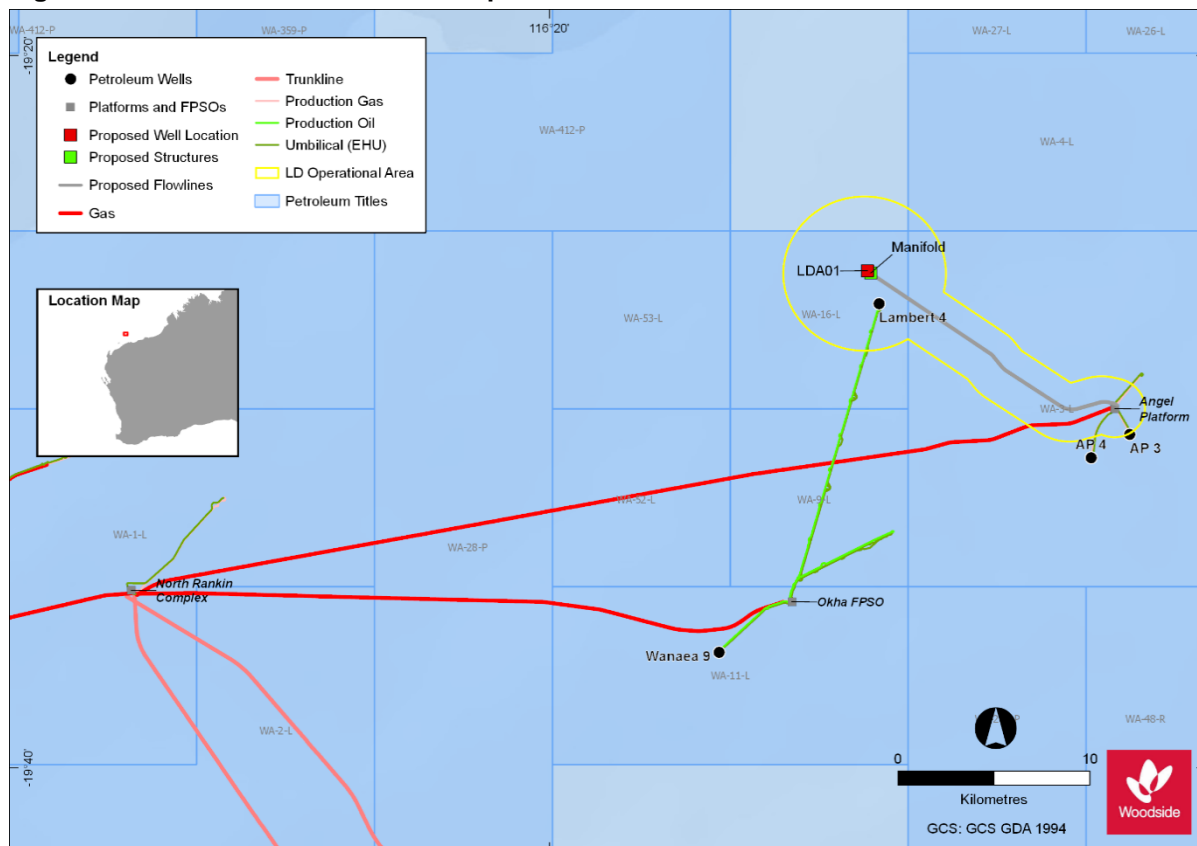 WA-412-P
WA-359-P
116°20'
WA-27-L
WA-26-L
-19°20'
Legend
Petroleum Wells
Platforms and FPSOs
Proposed Well Location
Proposed Structures
Proposed Flowlines
Gas
Trunkline
Production Gas
Production Oil
Umbilical (EHU)
LD Operational Area
Petroleum Titles
WA-412-P
WA-4-L
Manifold
LDA01
Location Map
WA-53-L
WA-16-L
Lambert 4
WA-3-L
Angel
Platform
AP 4
AP 3
WA-1-L
WA-28-P
WA-52-L
WA-9-L
North Rankin
Complex
Okha FPSO
Wanaea 9
WA-11-L
WA-2-L
WA-48-R
-19°40'
0
10
Kilometres
GCS: GCS GDA 1994
Woodside